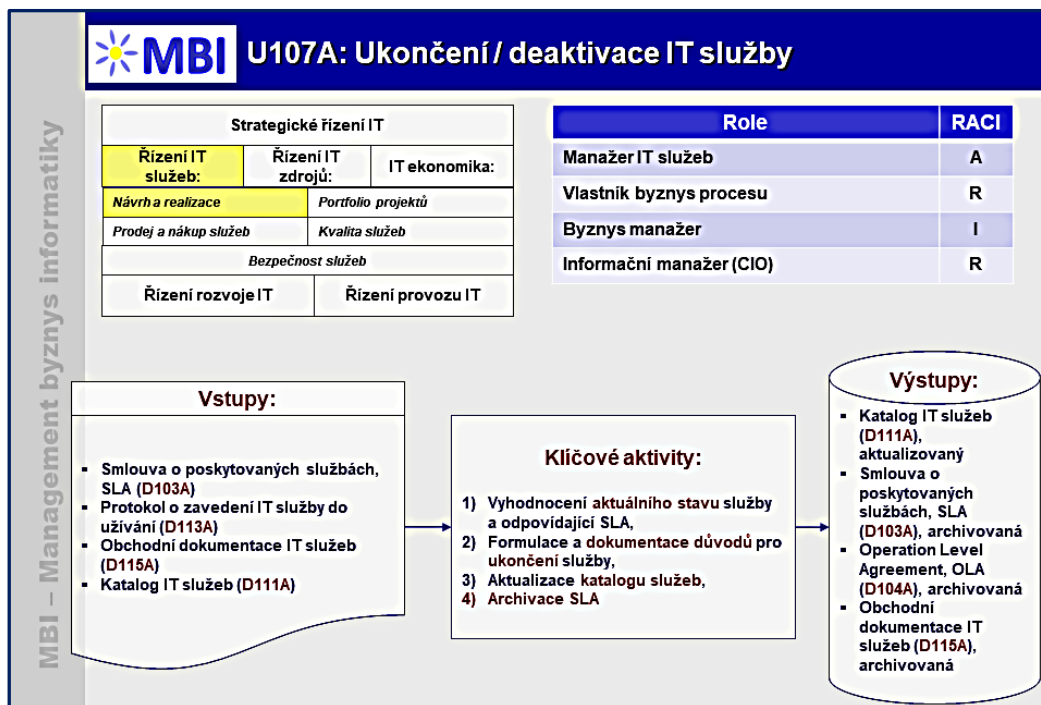 MBI
U107A: Ukončení / deaktivace IT služby
MBI – Management byznys informatiky
Strategické řízení IT
Řízení IT
služeb:
Řízení IT
zdrojů:
IT ekonomika:
Návrh a realizace
Portfolio projektů
Prodej a nákup služeb
Kvalita služeb
Bezpečnost služeb
Řízení rozvoje IT
Řízení provozu IT
Role RACI
Manažer IT služeb A
Vlastník byznys procesu R
Byznys manažer I
Informační manažer (CIO) R
Vstupy:
▪ Smlouva o poskytovaných službách,
SLA (D103A)
▪ Protokol o zavedení IT služby do
užívání (D113A)
▪ Obchodní dokumentace IT služeb
(D115A)
▪ Katalog IT služeb (D111A)
Klíčové aktivity:
1) Vyhodnocení aktuálního stavu služby
a odpovídající SLA,
2) Formulace a dokumentace důvodů pro
ukončení služby,
3) Aktualizace katalogu služeb,
4) Archivace SLA
Výstupy:
▪ Katalog IT služeb
(D111A),
aktualizovaný
▪ Smlouva o
poskytovaných
službách, SLA
(D103A), archivovaná
▪ Operation Level
Agreement, OLA
(D104A), archivovaná
▪ Obchodní
dokumentace IT
služeb (D115A),
archivovaná